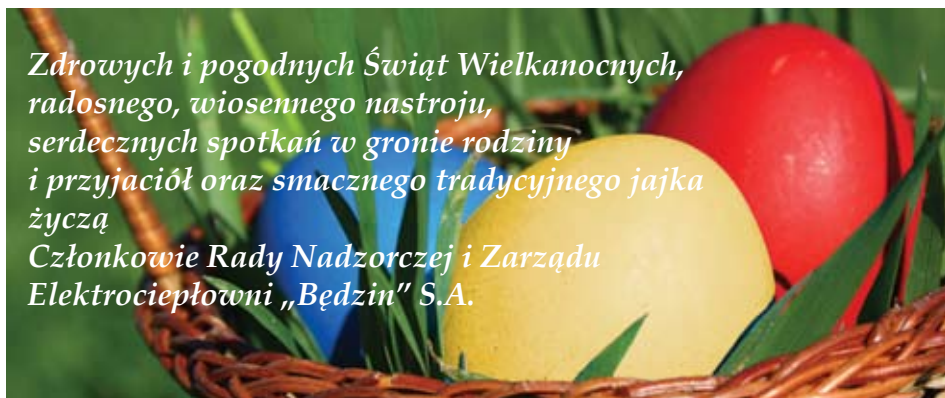 Zdrowych i pogodnych Świąt Wielkanocnych,
radosnego, wiosennego nastroju,
serdecznych spotkań w gronie rodziny
i przyjaciół oraz smacznego tradycyjnego jajka
życzą
Członkowie Rady Nadzorczej i Zarządu
Elektrociepłowni „Będzin” S.A.